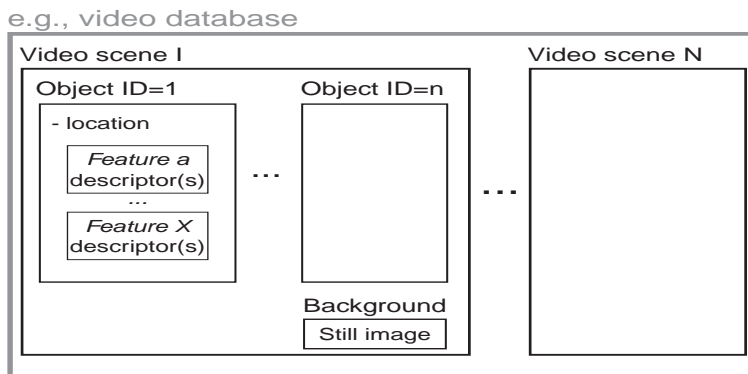 e.g., video database
Video scene I
Video scene N
Object ID=1
Object ID=n
- location
Feature a
descriptor(s)
...
Feature X
descriptor(s)
...
...
Background
Still image